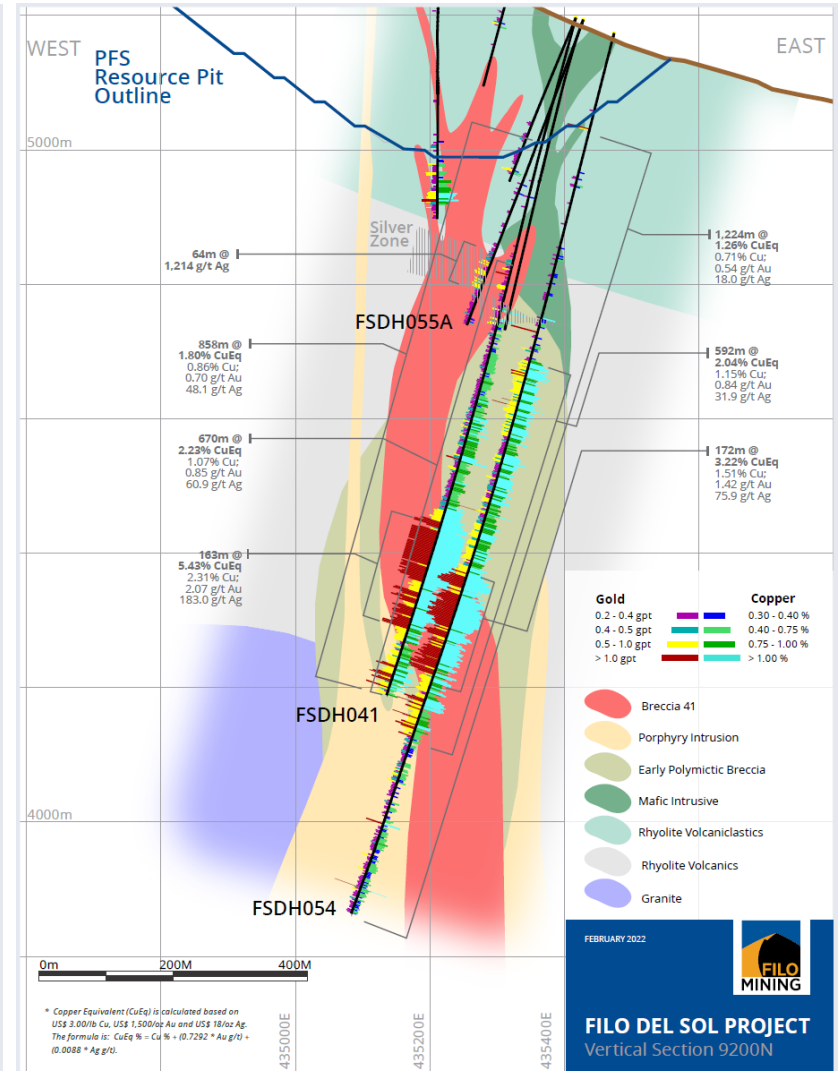 WEST
EAST
PFS
Resource Pit
Outline
5000m
Silver
Zone
64m @
1,214 g/t Ag
FSDH055A
858m @
1.80% CuEq
0.86% Cu;
0.70 g/t Au
48.1 g/t Ag
670m @
2.23% CuEq
1.07% Cu;
0.85 g/t Au
60.9 g/t Ag
163m @
5.43% CuEq
2.31% Cu;
2.07 g/t Au
183.0 g/t Ag
1,224m @
1.26% CuEq
0.71% Cu;
0.54 g/t Au
18.0 g/t Ag
592m @
2.04% CuEq
1.15% Cu;
0.84 g/t Au
31.9 g/t Ag
172m @
3.22% CuEq
1.51% Cu;
1.42 g/t Au
75.9 g/t Ag
FSDH041
4000m
FSDH054
Gold Copper
0.2 - 0.4 gpt 0.30 - 0.40 %
0.4 - 0.5 gpt 0.40 - 0.75 %
0.5 - 1.0 gpt 0.75 - 1.00 %
> 1.0 gpt > 1.00 %
Breccia 41
Porphyry Intrusion
Early Polymictic Breccia
Mafic Intrusive
Rhyolite Volcaniclastics
Rhyolite Volcanics
Granite
0m 200M 400M
* Copper Equivalent (CuEq) is calculated based on
US$ 3.00/lb Cu, US$ 1,500/oz Au and US$ 18/oz Ag.
The formula is: CuEq % = Cu % + (0.7292 * Au g/t) +
(0.0088 * Ag g/t).
435000E
435200E
435400E
FEBRUARY 2022
FILO
MINING
FILO DEL SOL PROJECT
Vertical Section 9200N